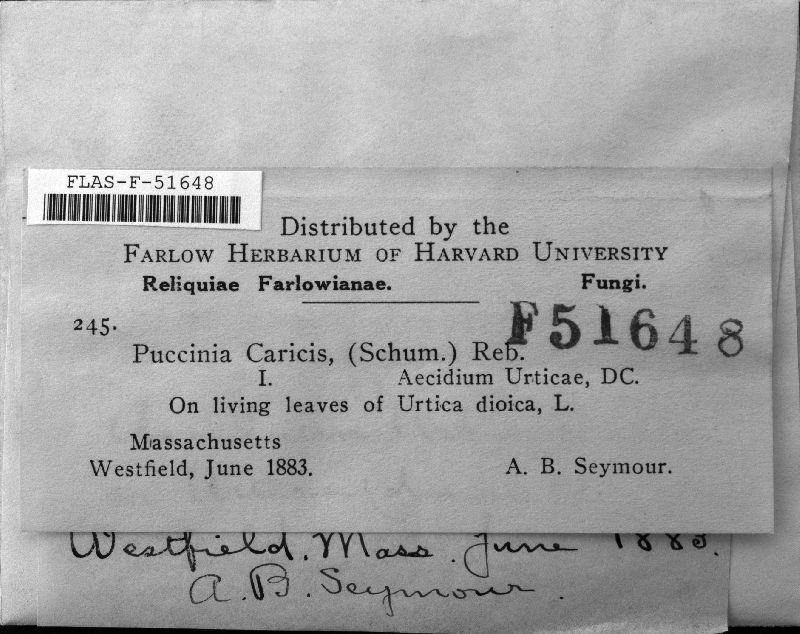 FLAS-F-51648
Distributed by the
FARLOW HERBARIUM OF HARVARD UNIVERSITY
Reliquiae Farlowianae. Fungi.
245. F51648
Puccinia Caricis, (Schum.) Reb.
I. Aecidium Urticae, DC.
On living leaves of Urtica dioica, L.
Massachusetts
Westfield, June 1883. A. B. Seymour.
Westfield. Mass. June 1883.
A. B. Seymour.